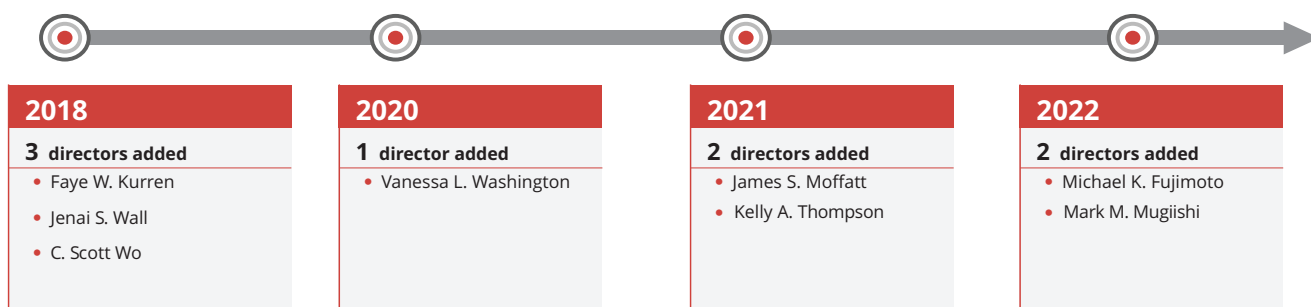 2018
3 directors added
• Faye W. Kurren
• Jenai S. Wall
• C. Scott Wo
2020
1 director added
• Vanessa L. Washington
2021
2 directors added
• James S. Moffatt
• Kelly A. Thompson
2022
2 directors added
• Michael K. Fujimoto
• Mark M. Mugiishi